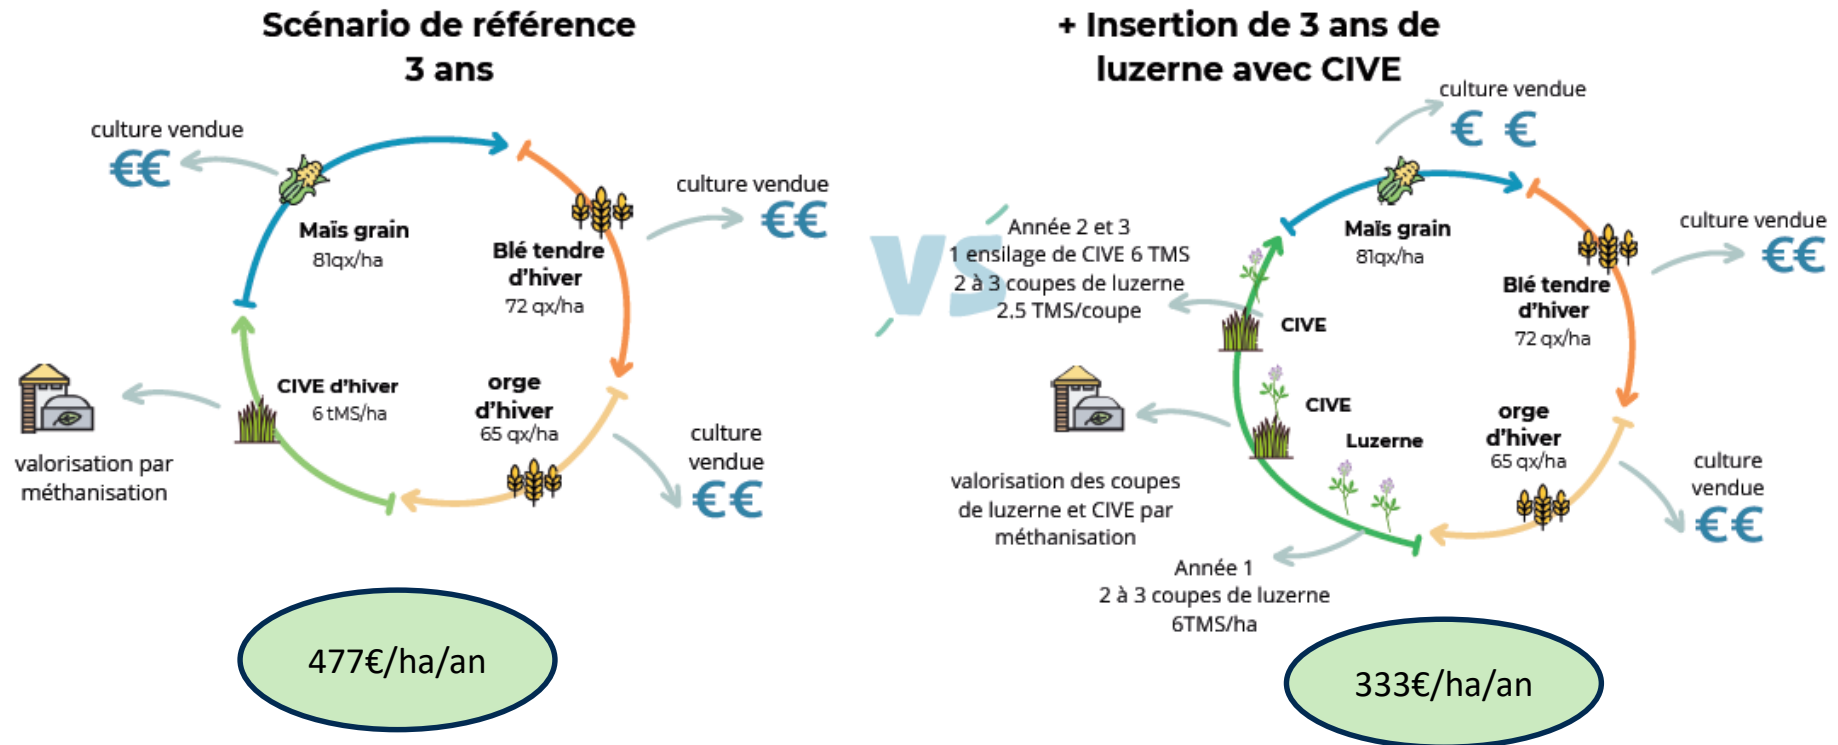 Scénario de référence
3 ans
culture vendue
€€
Maïs grain
81qx/ha
culture vendue
€€
Blé tendre
d'hiver
72 qx/ha
CIVE d'hiver
6 tMS/ha
orge
d'hiver
65 qx/ha
culture
vendue
€€
valorisation par
méthanisation
477€/ha/an
VS
+ Insertion de 3 ans de
luzerne avec CIVE
culture vendue
€ €
Maïs grain
81qx/ha
culture vendue
€€
Blé tendre
d'hiver
72 qx/ha
Année 2 et 3
1 ensilage de CIVE 6 TMS
2 à 3 coupes de luzerne
2.5 TMS/coupe
CIVE
CIVE
Luzerne
orge
d'hiver
65 qx/ha
culture
vendue
€€
valorisation des coupes
de luzerne et CIVE par
méthanisation
Année 1
2 à 3 coupes de luzerne
6TMS/ha
333€/ha/an